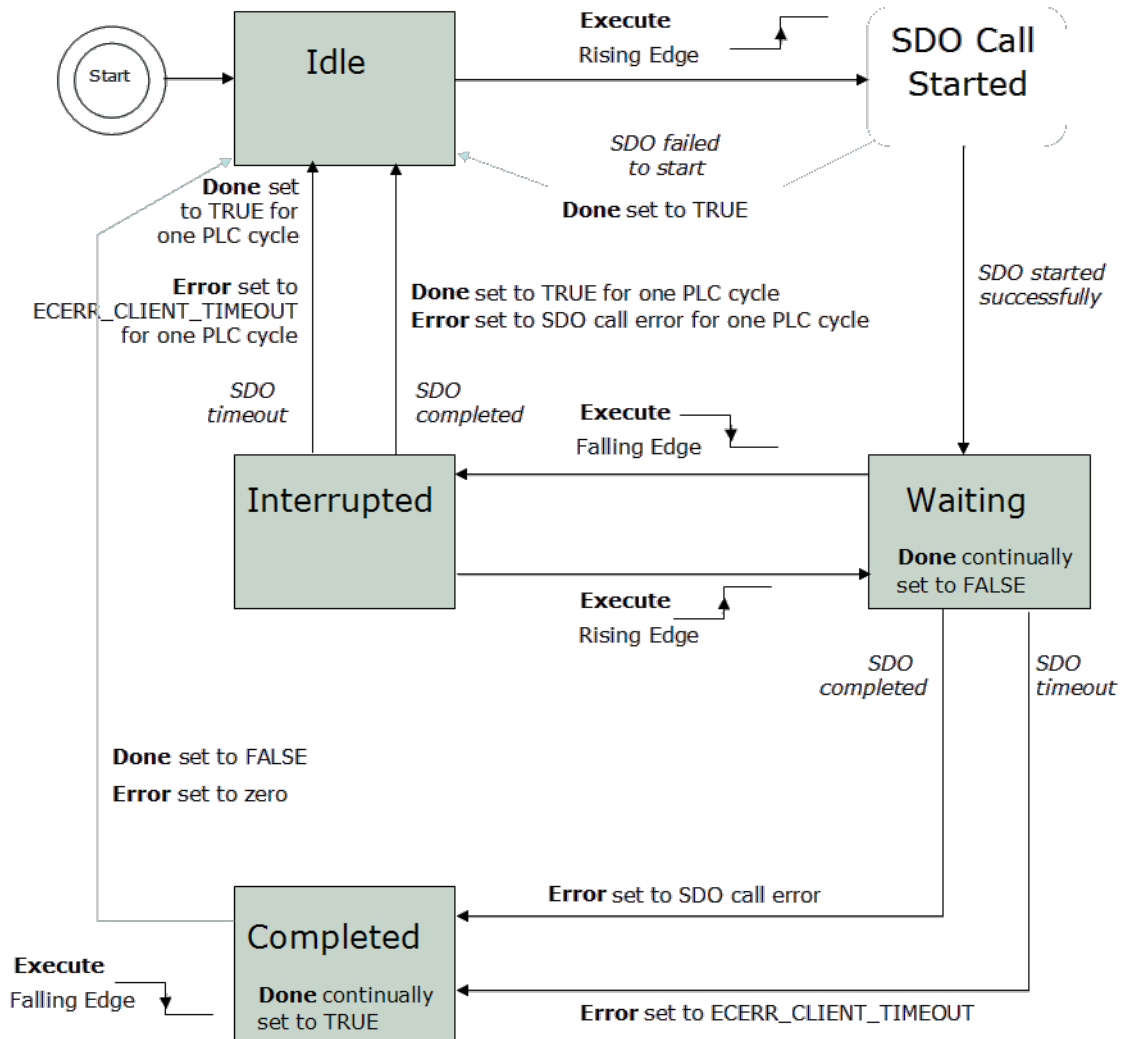 Start
Idle
Execute
Rising Edge
SDO Call
Started
SDO failed
to start
Done set to TRUE
Done set
to TRUE for
one PLC cycle
Error set to
ECERR_CLIENT_TIMEOUT
for one PLC cycle
Done set to TRUE for one PLC cycle
Error set to SDO call error for one PLC cycle
SDO started
successfully
SDO
timeout
SDO
completed
Execute
Falling Edge
Interrupted
Waiting
Done continually
set to FALSE
Execute
Rising Edge
SDO
completed
SDO
timeout
Done set to FALSE
Error set to zero
Error set to SDO call error
Completed
Execute
Falling Edge
Done continually
set to TRUE
Error set to ECERR_CLIENT_TIMEOUT